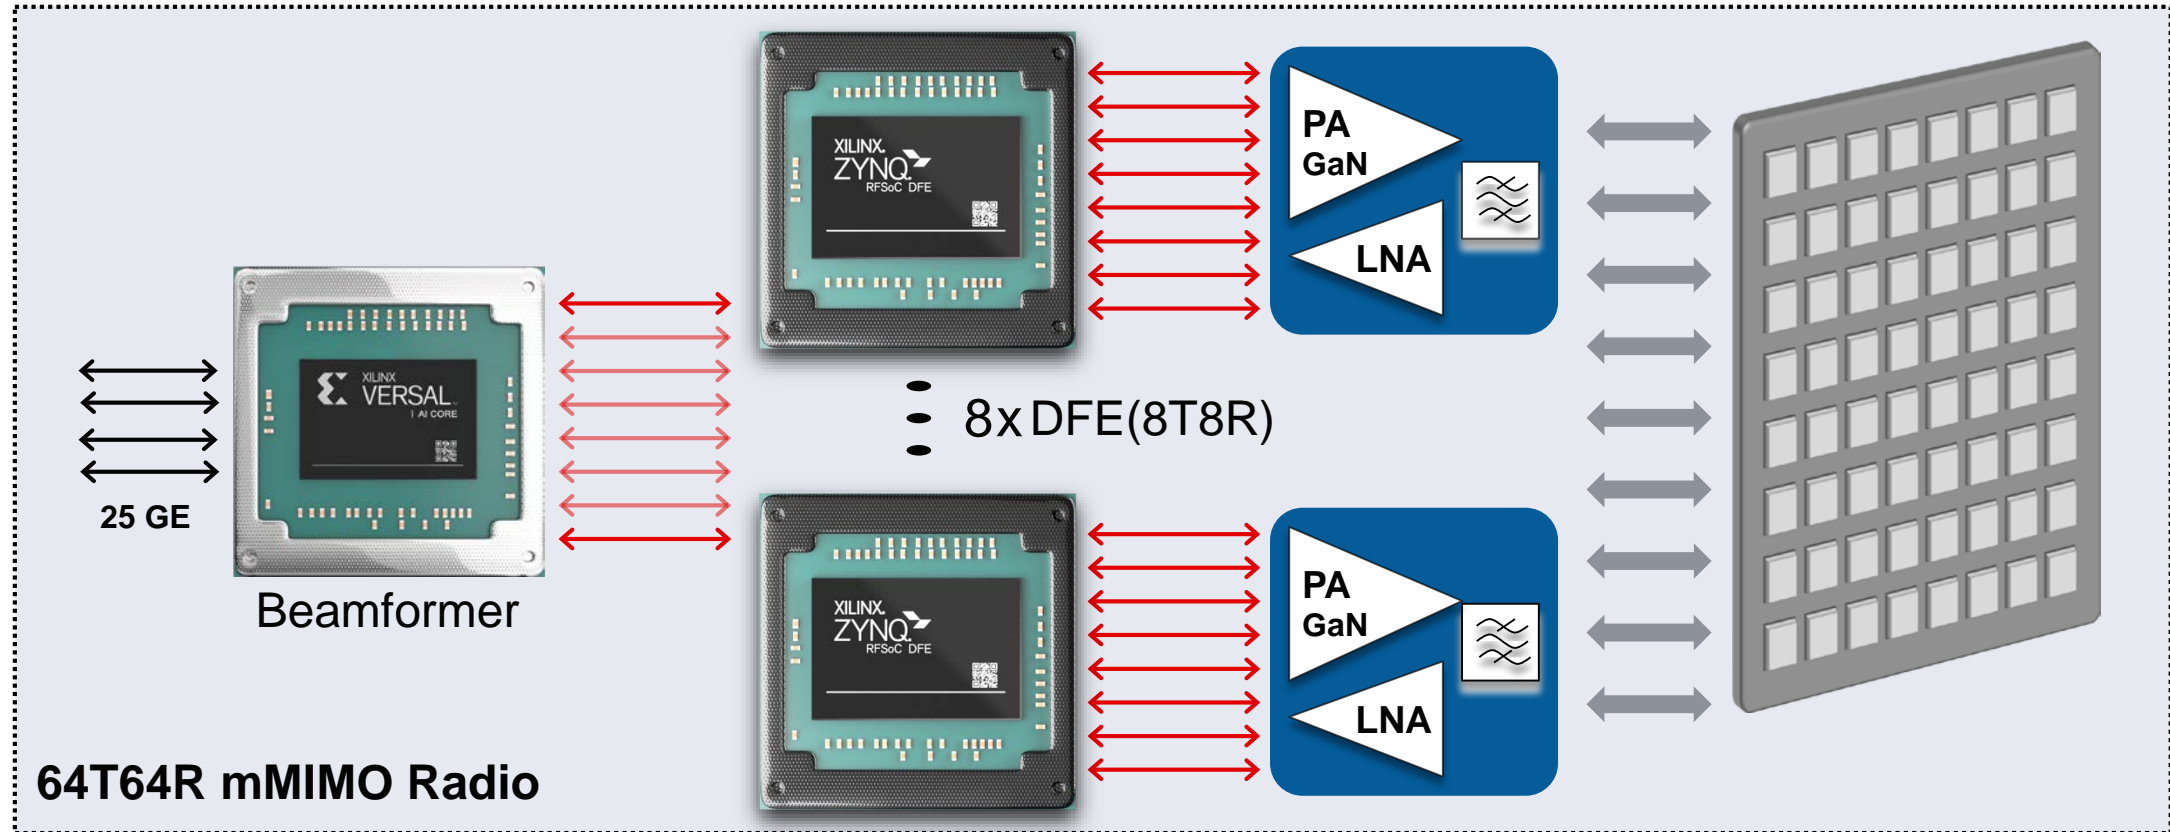 XILINX.
ZYNQ.
RFSoC DFE
PA
GaN
LNA
XILINX
VERSAL™
AI CORE
25 GE
Beamformer
8x DFE(8T8R)
XILINX.
ZYNQ.
RFSoC DFE
PA
GaN
LNA
64T64R mMIMO Radio